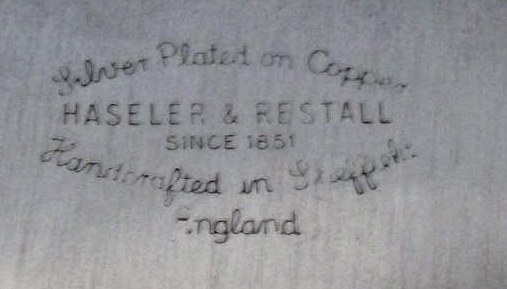 Silver Plated on Copper
HASELER & RESTALL
SINCE 1851
Handcrafted in Sheffield
England